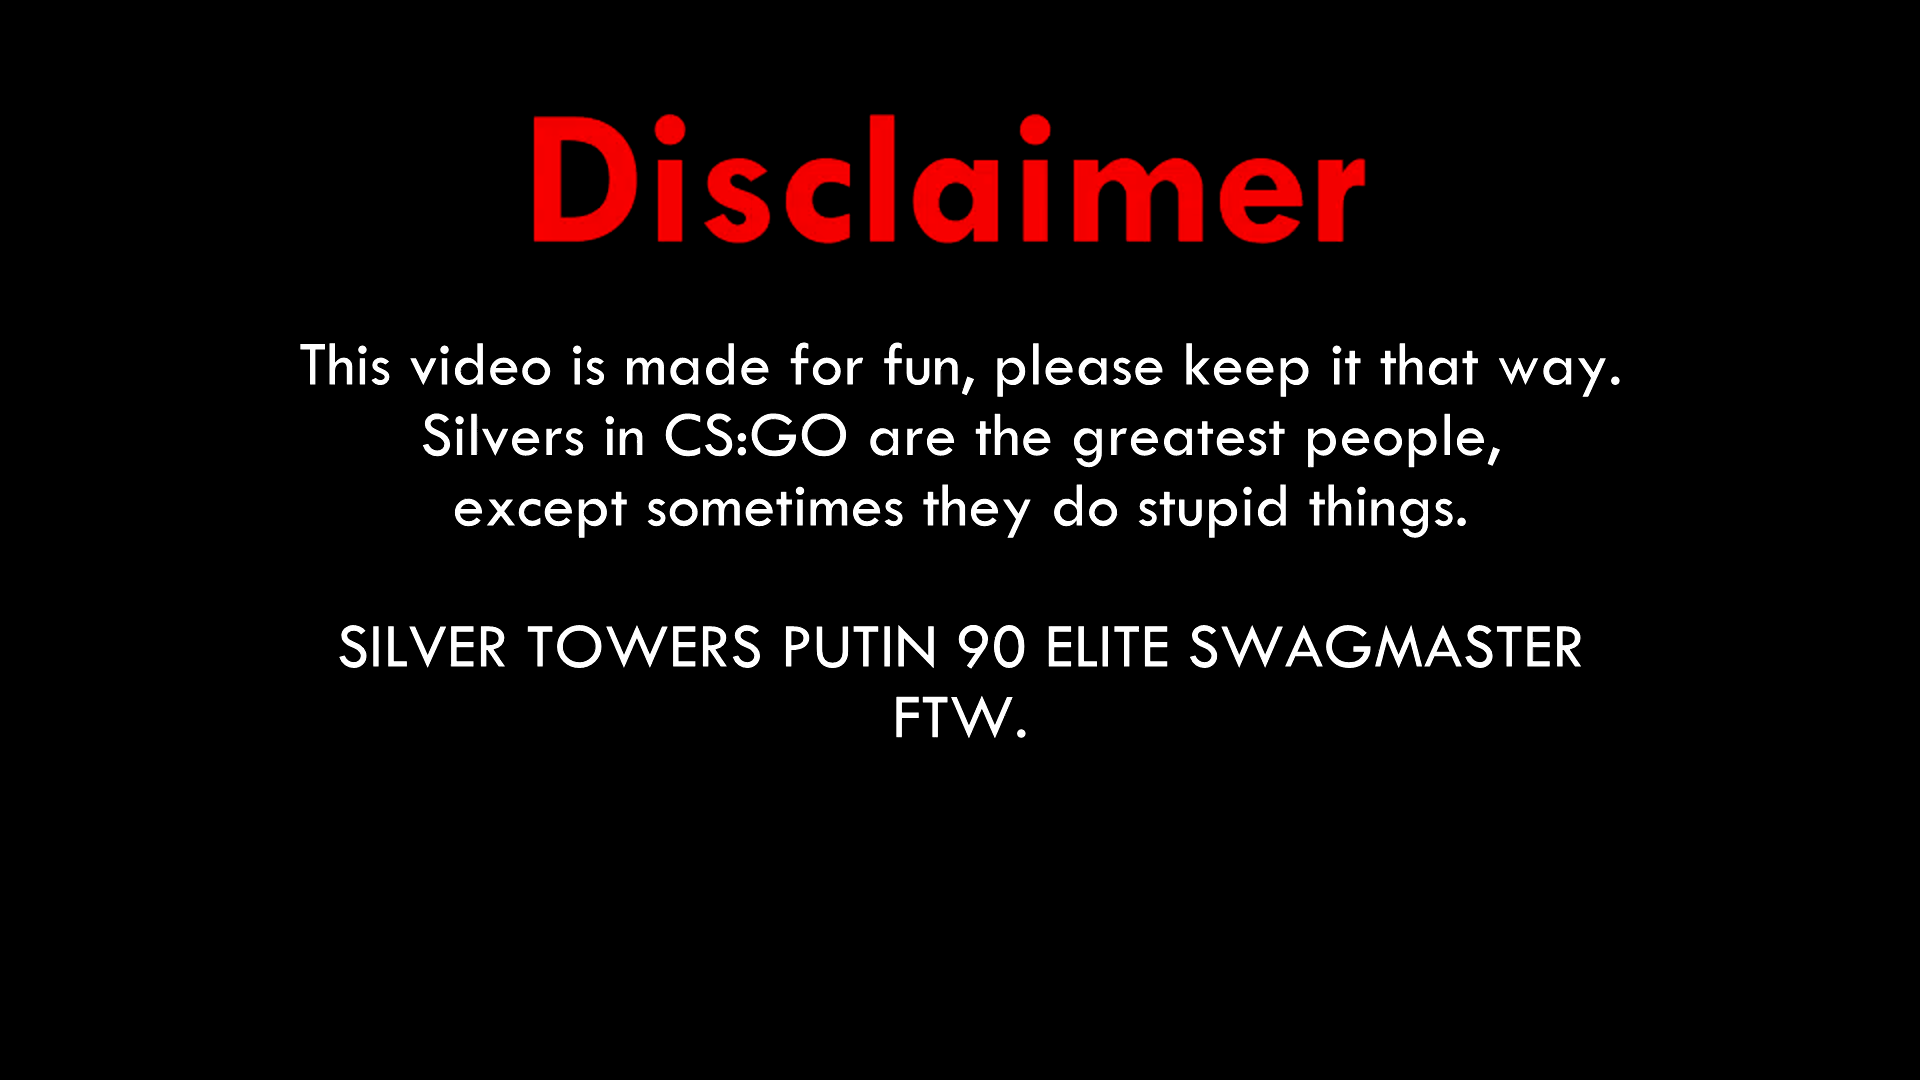 Disclaimer
This video is made for fun, please keep it that way.
Silvers in CS:GO are the greatest people,
except sometimes they do stupid things.
SILVER TOWERS PUTIN 90 ELITE SWAGMASTER
FTW.